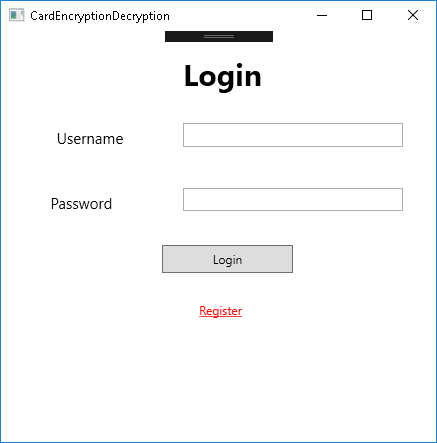 CardEncryptionDecryption
Login
Username
Password
Login
Register